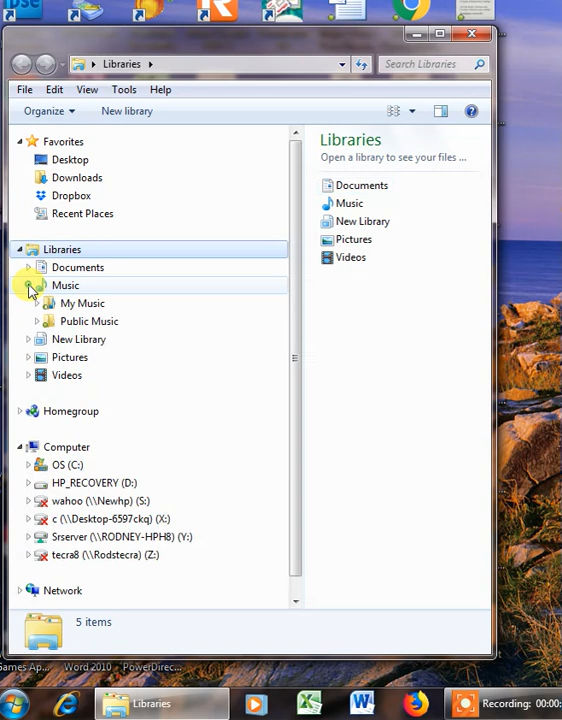 Libraries
Search Libraries
File Edit View Tools Help
Organize New library
Favorites
Desktop
Downloads
Dropbox
Recent Places
Libraries
Documents
Music
My Music
Public Music
New Library
Pictures
Videos
Homegroup
Computer
OS (C:)
HP_RECOVERY (D:)
wahoo (\\Newhp) (S:)
c (\\Desktop-6597ckq) (X:)
Srserver (\\RODNEY-HPH8) (Y:)
tecra8 (\\Rodstecra) (Z:)
Network
Libraries
Open a library to see your files ...
Documents
Music
New Library
Pictures
Videos
5 items
Games Ap... Word 2010 PowerDirec...
Libraries
Recording: 00:00: